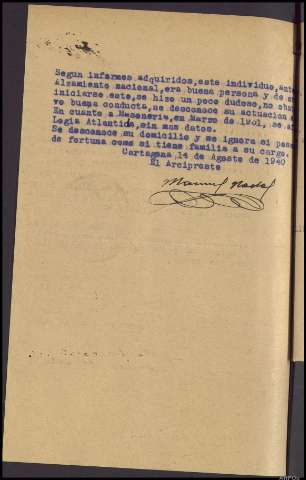 Segun informes adquiridos, este individuo, ant
Alzamiento nacional, era buena persona y de
iniciarse este, se hizo un poco dudoso, no obs
vo buena conducta, se desconoce su actuacion
En cuanto a Masoneria, en Marzo de 1901, se
Logia Atlantida, sin mas datos.
Se desconoce su domicilio y se ignora si pose
de fortuna como si tiene familia a su cargo.
Cartagena, 14 de Agosto de 1940
El Arcipreste
Manuel